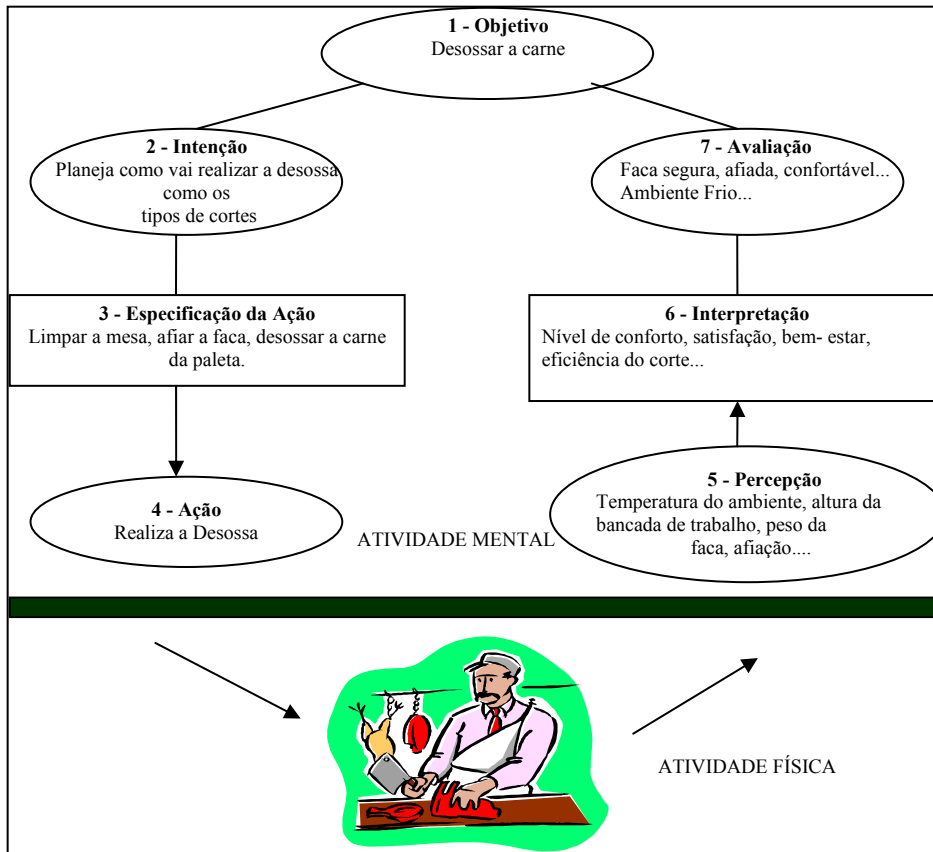 1 - Objetivo
Desossar a carne
2 - Intenção
Planeja como vai realizar a desossa
como os
tipos de cortes
7 - Avaliação
Faca segura, afiada, confortável...
Ambiente Frio...
3 - Especificação da Ação
Limpar a mesa, afiar a faca, desossar a carne
da paleta.
6 - Interpretação
Nível de conforto, satisfação, bem- estar,
eficiência do corte...
4 - Ação
Realiza a Desossa
5 - Percepção
Temperatura do ambiente, altura da
bancada de trabalho, peso da
faca, afiação....
ATIVIDADE MENTAL
ATIVIDADE FÍSICA